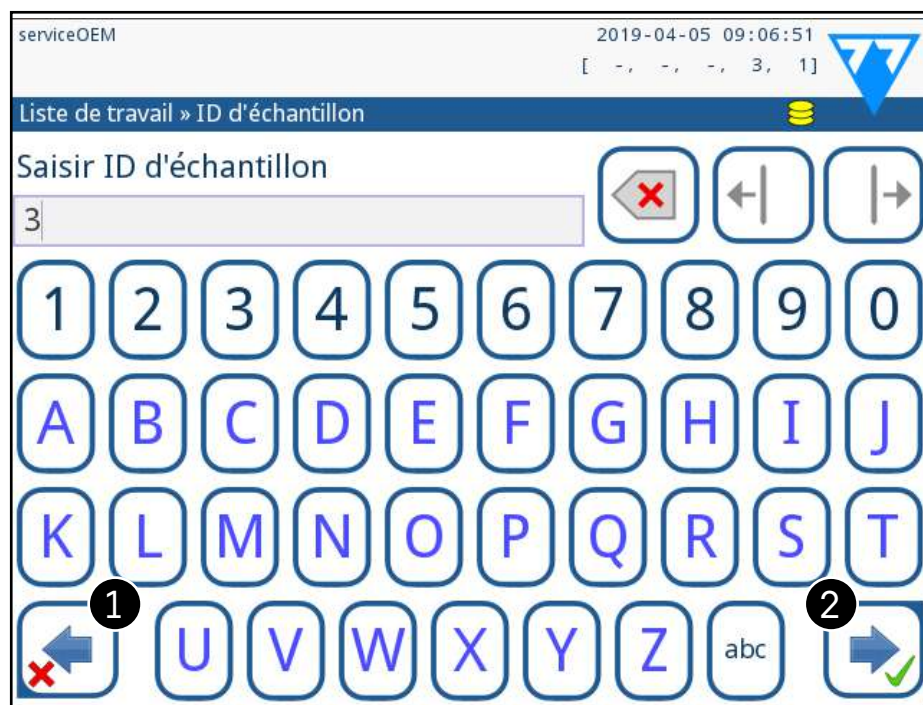 serviceOEM 2019-04-05 09:06:51
[ -, -, -, 3, 1]
Liste de travail » ID d'échantillon
Saisir ID d'échantillon
3
1 2 3 4 5 6 7 8 9 0
A B C D E F G H I J
K L M N O P Q R S T
1 2
U V W X Y Z abc